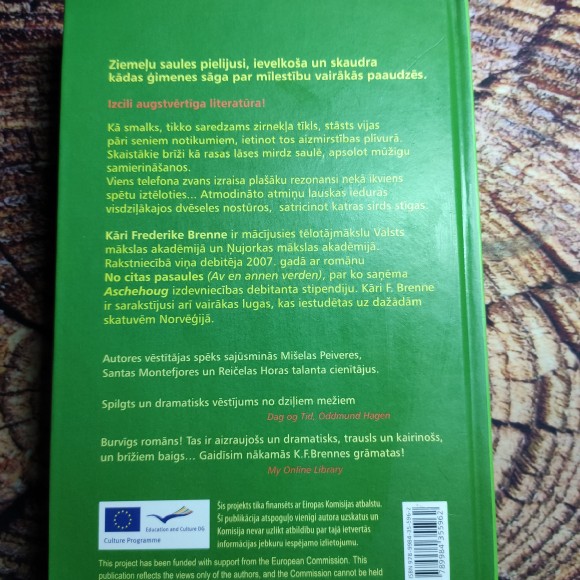 Ziemeļu saules pielijusi, ievelkoša un skaudra
kādas ģimenes sāga par mīlestību vairākās paaudzēs.
Izcili augstvērtīga literatūra!
Kā smalks, tikko saredzams zirnekļa tīkls, stāsts vijas
pāri seniem notikumiem, ietinot tos aizmirstības plīvurā.
Skaistākie brīži kā rasas lāses mirdz saulē, apsolot mūžīgu
samierināšanos.
Viens telefona zvans izraisa plašāku rezonansi nekā ikviens
spētu iztēloties... Atmodināto atmiņu lauskas ieduras
visdziļākajos dvēseles nostūros, satricinot katras sirds stīgas.
Kāri Frederike Brenne ir mācījusies tēlotājmākslu Valsts
mākslas akadēmijā un Ņujorkas mākslas akadēmijā.
Rakstniecībā viņa debitēja 2007. gadā ar romānu
No citas pasaules (Av en annen verden), par ko saņēma
Aschehoug izdevniecības debitanta stipendiju. Kāri F. Brenne
ir sarakstījusi arī vairākas lugas, kas iestudētas uz dažādām
skatuvēm Norvēģijā.
Autores vēstītājas spēks sajūsminās Mišelas Peiveres,
Santas Montefjores un Reičelas Horas talanta cienītājus.
Spilgts un dramatisks vēstījums no dziļiem mežiem
Dag og Tid, Oddmund Hagen
Burvīgs romāns! Tas ir aizraujošs un dramatisks, trausls un kairinošs,
un brīžiem baigs... Gaidīsim nākamās K.F.Brennes grāmatas!
My Online Library
Education and Culture DG
Culture Programme
Šis projekts tika finansēts ar Eiropas Komisijas atbalstu.
Šī publikācija atspoguļo vienīgi autora uzskatus un
Komisijai nevar uzlikt atbildību par tajā ietvertās
informācijas jebkuru iespējamo izlietojumu.
This project has been funded with support from the European Commission. This
publication reflects the views only of the authors, and the Commission cannot be held
ISBN 978-9984-35-596-2
789984 355962